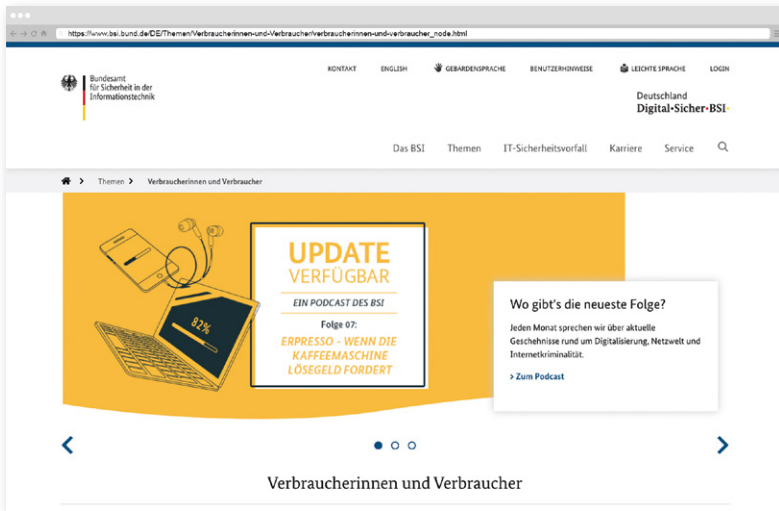 https://www.bsi.bund.de/DE/Themen/Verbraucherinnen-und-Verbraucher/verbraucherinnen-und-verbraucher_node.html
KONTAKT ENGLISH GEBÄRDENSPRACHE BENUTZERHINWEISE LEICHTE SPRACHE LOGIN
Bundesamt
für Sicherheit in der
Informationstechnik
Deutschland
Digital•Sicher•BSI•
Das BSI Themen IT-Sicherheitsvorfall Karriere Service
Themen Verbraucherinnen und Verbraucher
82%
UPDATE
VERFÜGBAR
EIN PODCAST DES BSI
Folge 07:
ERPRESSO - WENN DIE
KAFFEEMASCHINE
LÖSEGELD FORDERT
Wo gibt's die neueste Folge?
Jeden Monat sprechen wir über aktuelle
Geschehnisse rund um Digitalisierung, Netzwelt und
Internetkriminalität.
> Zum Podcast
Verbraucherinnen und Verbraucher